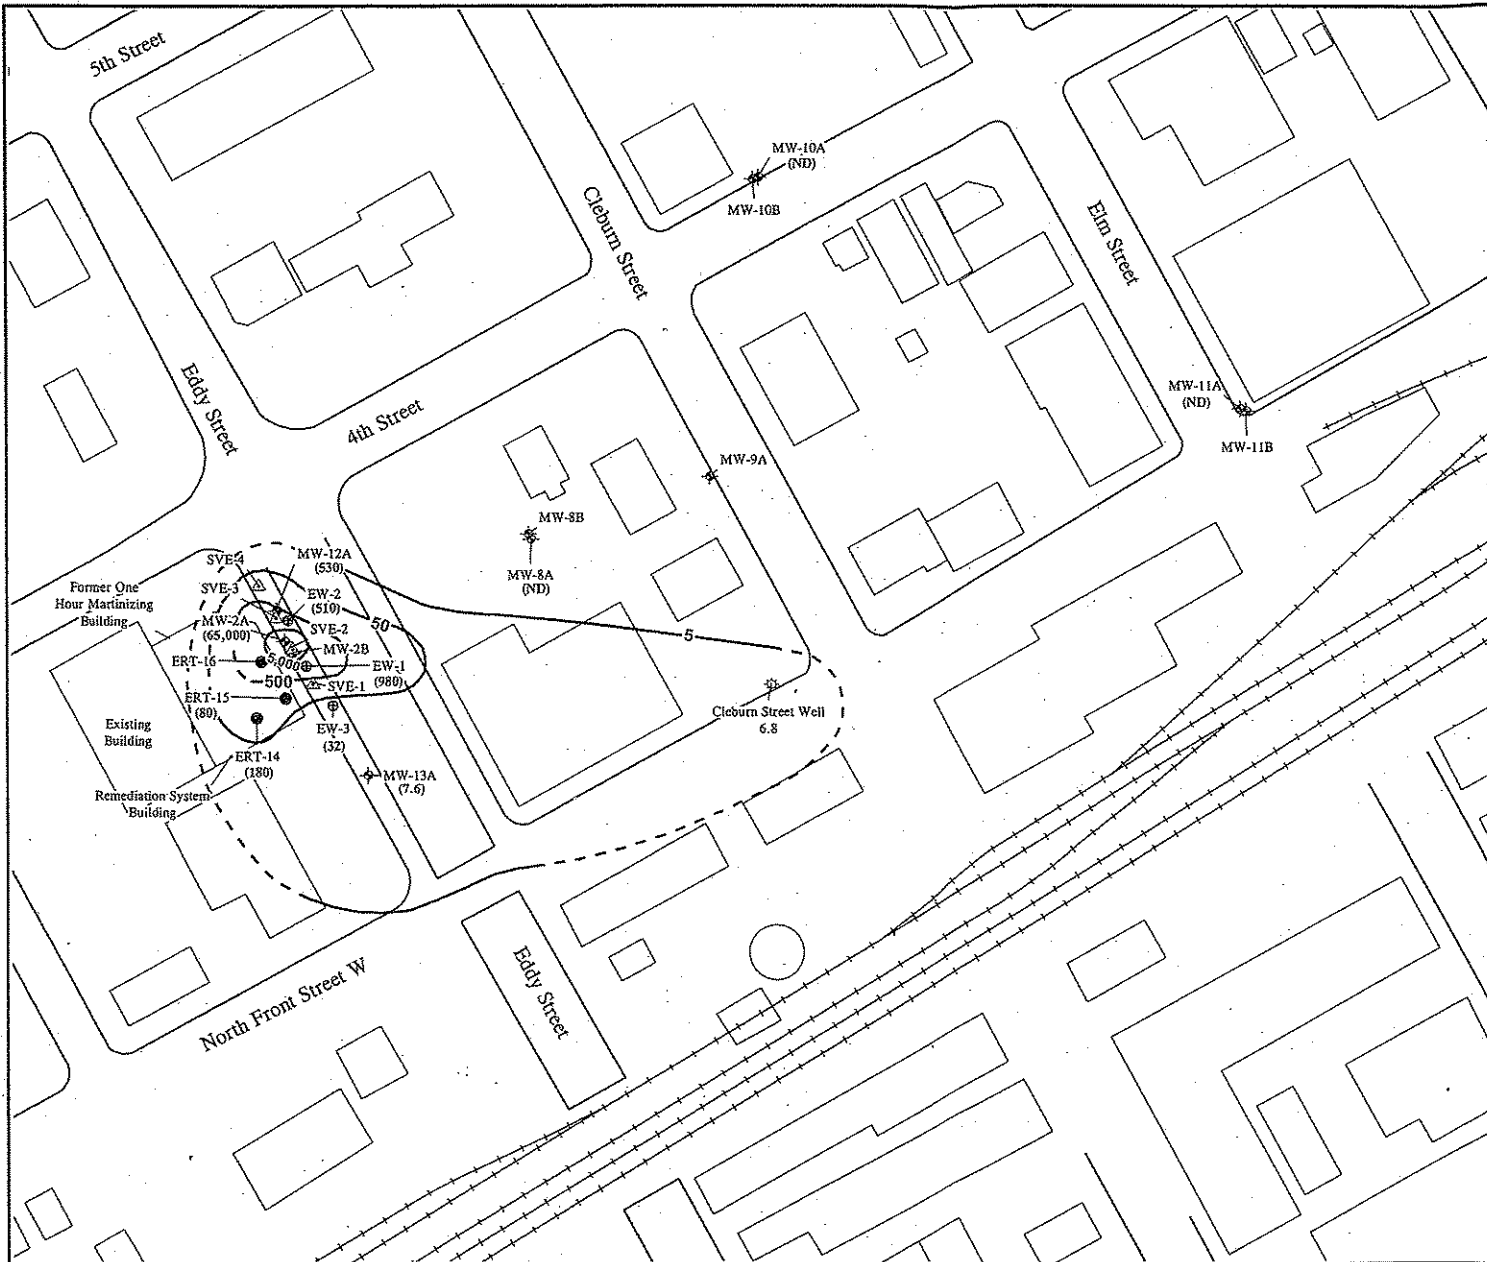 5th Street
MW-10A
(ND)
MW-10B
Cleburn Street
Elm Street
Eddy Street
4th Street
MW-11A
(ND)
MW-11B
MW-9A
MW-8B
MW-8A
(ND)
SVE-4
MW-12A
(530)
SVE-3
EW-2
(510)
Former One
Hour Martinizing
Building
MW-2A
(65,000)
SVE-2
50
5
MW-2B
ERT-16
5,000
EW-1
(980)
500
SVE-1
ERT-15
(80)
Cleburn Street Well
6.8
EW-3
(32)
Existing
Building
ERT-14
(180)
MW-13A
(7.6)
Remediation System
Building
North Front Street W
Eddy Street